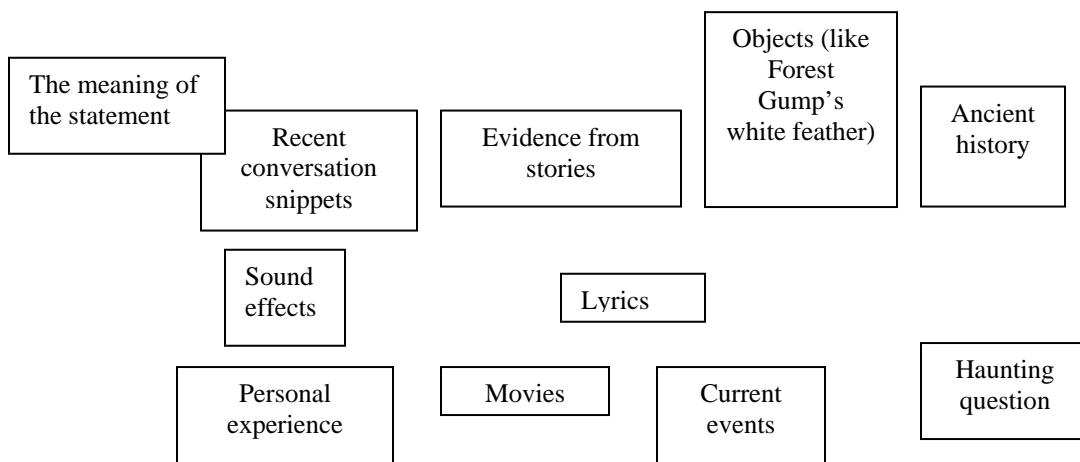 The meaning of
the statement
Recent
conversation
snippets
Evidence from
stories
Objects (like
Forest
Gump’s
white feather)
Ancient
history
Sound
effects
Lyrics
Haunting
question
Personal
experience
Movies
Current
events